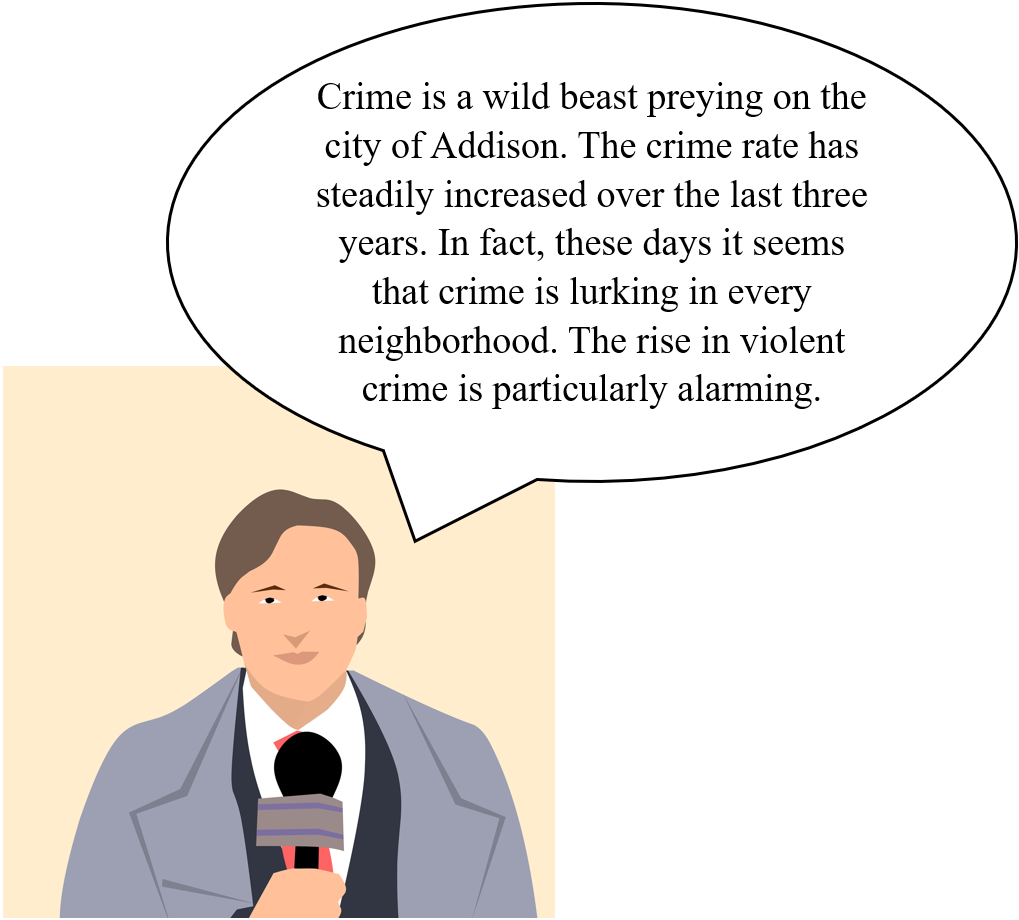 Crime is a wild beast preying on the
city of Addison. The crime rate has
steadily increased over the last three
years. In fact, these days it seems
that crime is lurking in every
neighborhood. The rise in violent
crime is particularly alarming.